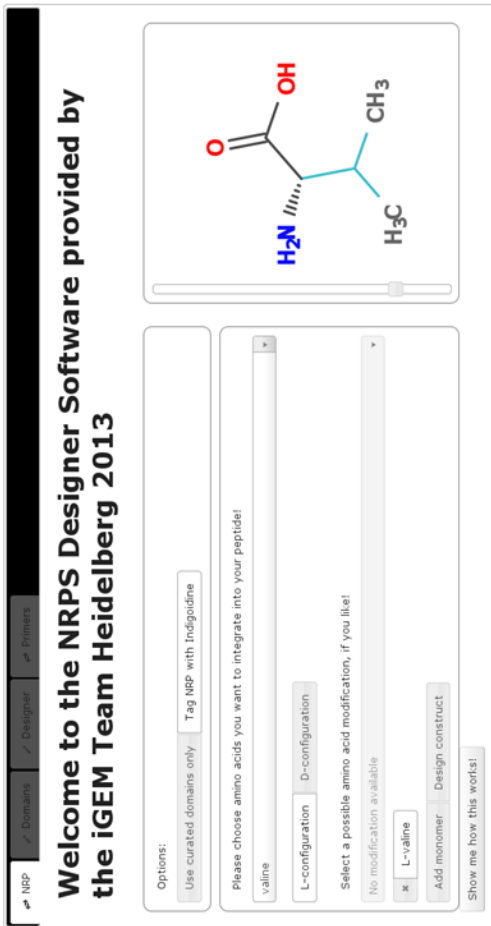 NRP
Domains
Designer
Primers
Welcome to the NRPS Designer Software provided by
the iGEM Team Heidelberg 2013
Options:
Use curated domains only Tag NRP with Indigoidine
Please choose amino acids you want to integrate into your peptide!
valine
L-configuration D-configuration
Select a possible amino acid modification, if you like!
No modification available
L-valine
Add monomer Design construct
Show me how this works!
O
OH
H₂N
CH₃
H₃C